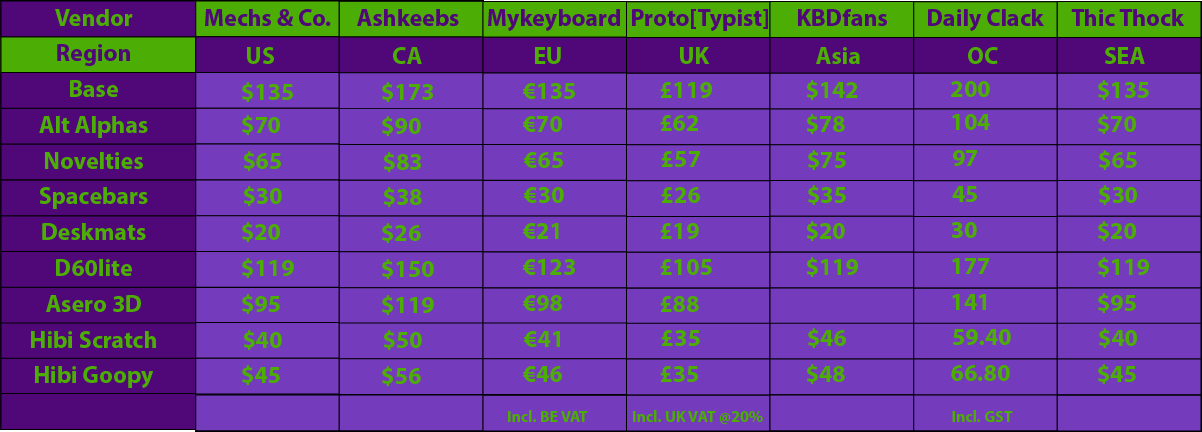 Vendor Mechs & Co. Ashkeebs Mykeyboard Proto[Typist] KBDfans Daily Clack Thic Thock
Region US CA EU UK Asia OC SEA
Base $135 $173 €135 £119 $142 200 $135
Alt Alphas $70 $90 €70 £62 $78 104 $70
Novelties $65 $83 €65 £57 $75 97 $65
Spacebars $30 $38 €30 £26 $35 45 $30
Deskmats $20 $26 €21 £19 $20 30 $20
D60lite $119 $150 €123 £105 $119 177 $119
Asero 3D $95 $119 €98 £88 141 $95
Hibi Scratch $40 $50 €41 £35 $46 59.40 $40
Hibi Goopy $45 $56 €46 £35 $48 66.80 $45
Incl. BE VAT Incl. UK VAT @20% Incl. GST